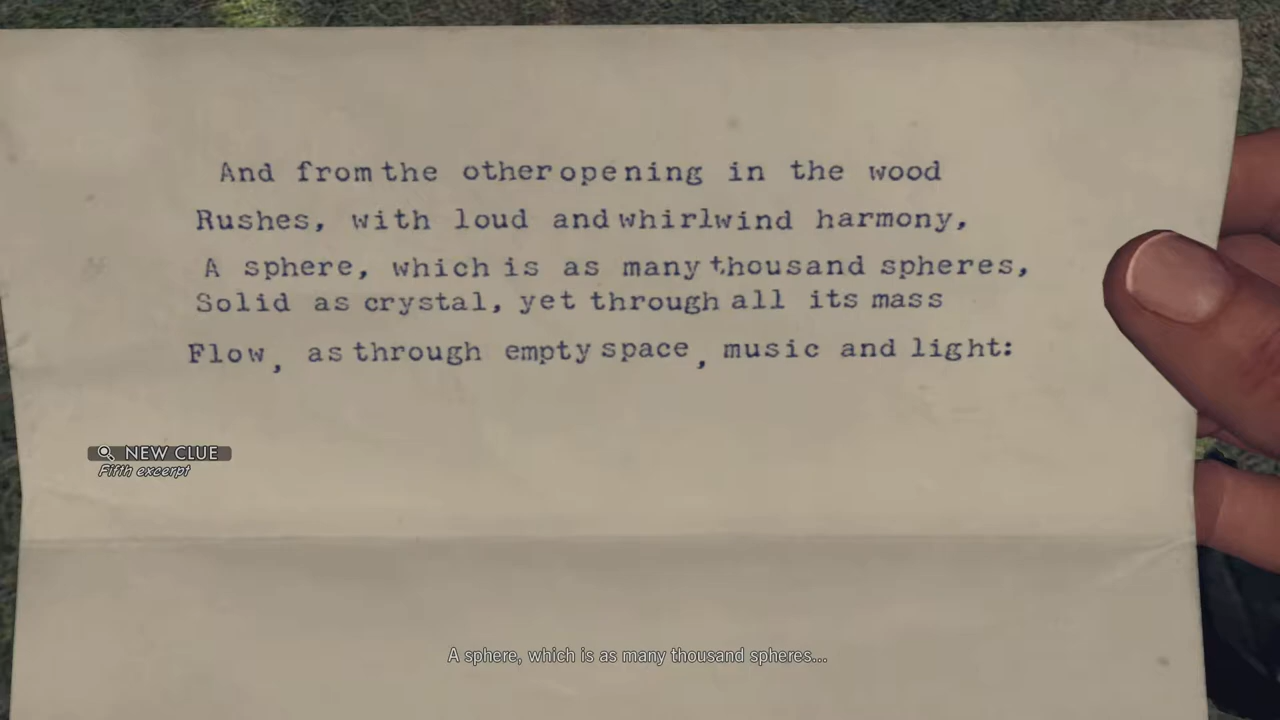 And from the other opening in the wood
Rushes, with loud and whirlwind harmony,
A sphere, which is as many thousand spheres,
Solid as crystal, yet through all its mass
Flow, as through empty space, music and light:
NEW CLUE
Fifth excerpt
A sphere, which is as many thousand spheres...